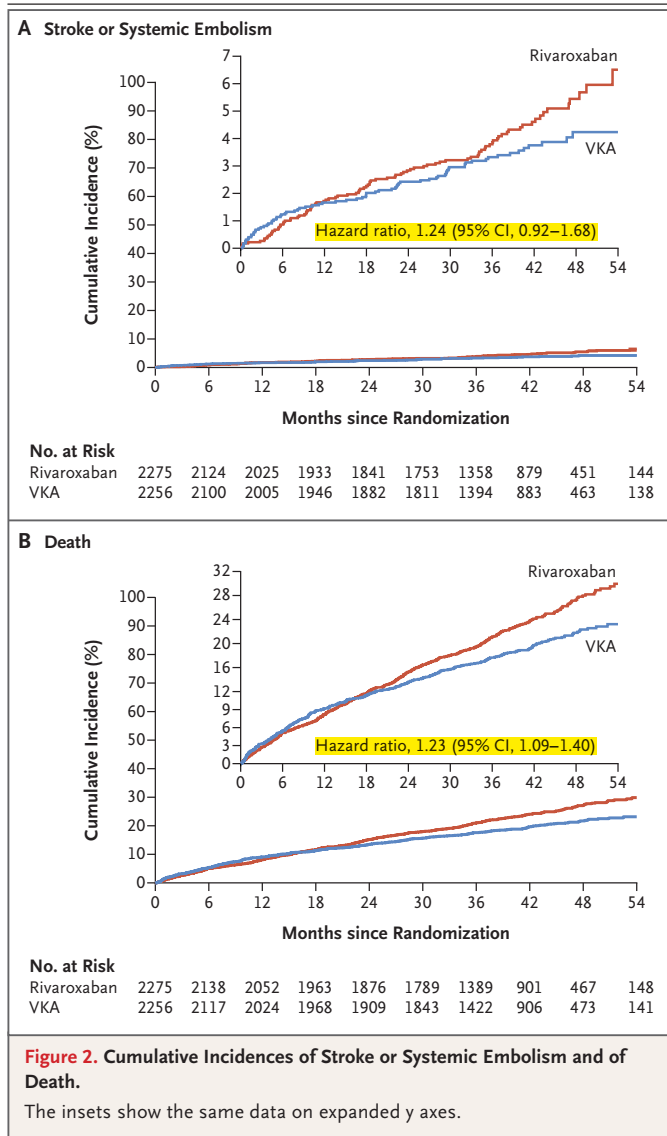 A Stroke or Systemic Embolism
Cumulative Incidence (%)
100
90
80
70
60
50
40
30
20
10
0
0 6 12 18 24 30 36 42 48 54
7
6
5
4
3
2
1
0
0 6 12 18 24 30 36 42 48 54
Rivaroxaban
VKA
Hazard ratio, 1.24 (95% CI, 0.92–1.68)
Months since Randomization
No. at Risk
Rivaroxaban 2275 2124 2025 1933 1841 1753 1358 879 451 144
VKA 2256 2100 2005 1946 1882 1811 1394 883 463 138
B Death
Cumulative Incidence (%)
100
90
80
70
60
50
40
30
20
10
0
0 6 12 18 24 30 36 42 48 54
32
28
24
20
16
12
9
6
3
0
0 6 12 18 24 30 36 42 48 54
Rivaroxaban
VKA
Hazard ratio, 1.23 (95% CI, 1.09–1.40)
Months since Randomization
No. at Risk
Rivaroxaban 2275 2138 2052 1963 1876 1789 1389 901 467 148
VKA 2256 2117 2024 1968 1909 1843 1422 906 473 141
Figure 2. Cumulative Incidences of Stroke or Systemic Embolism and of
Death.
The insets show the same data on expanded y axes.